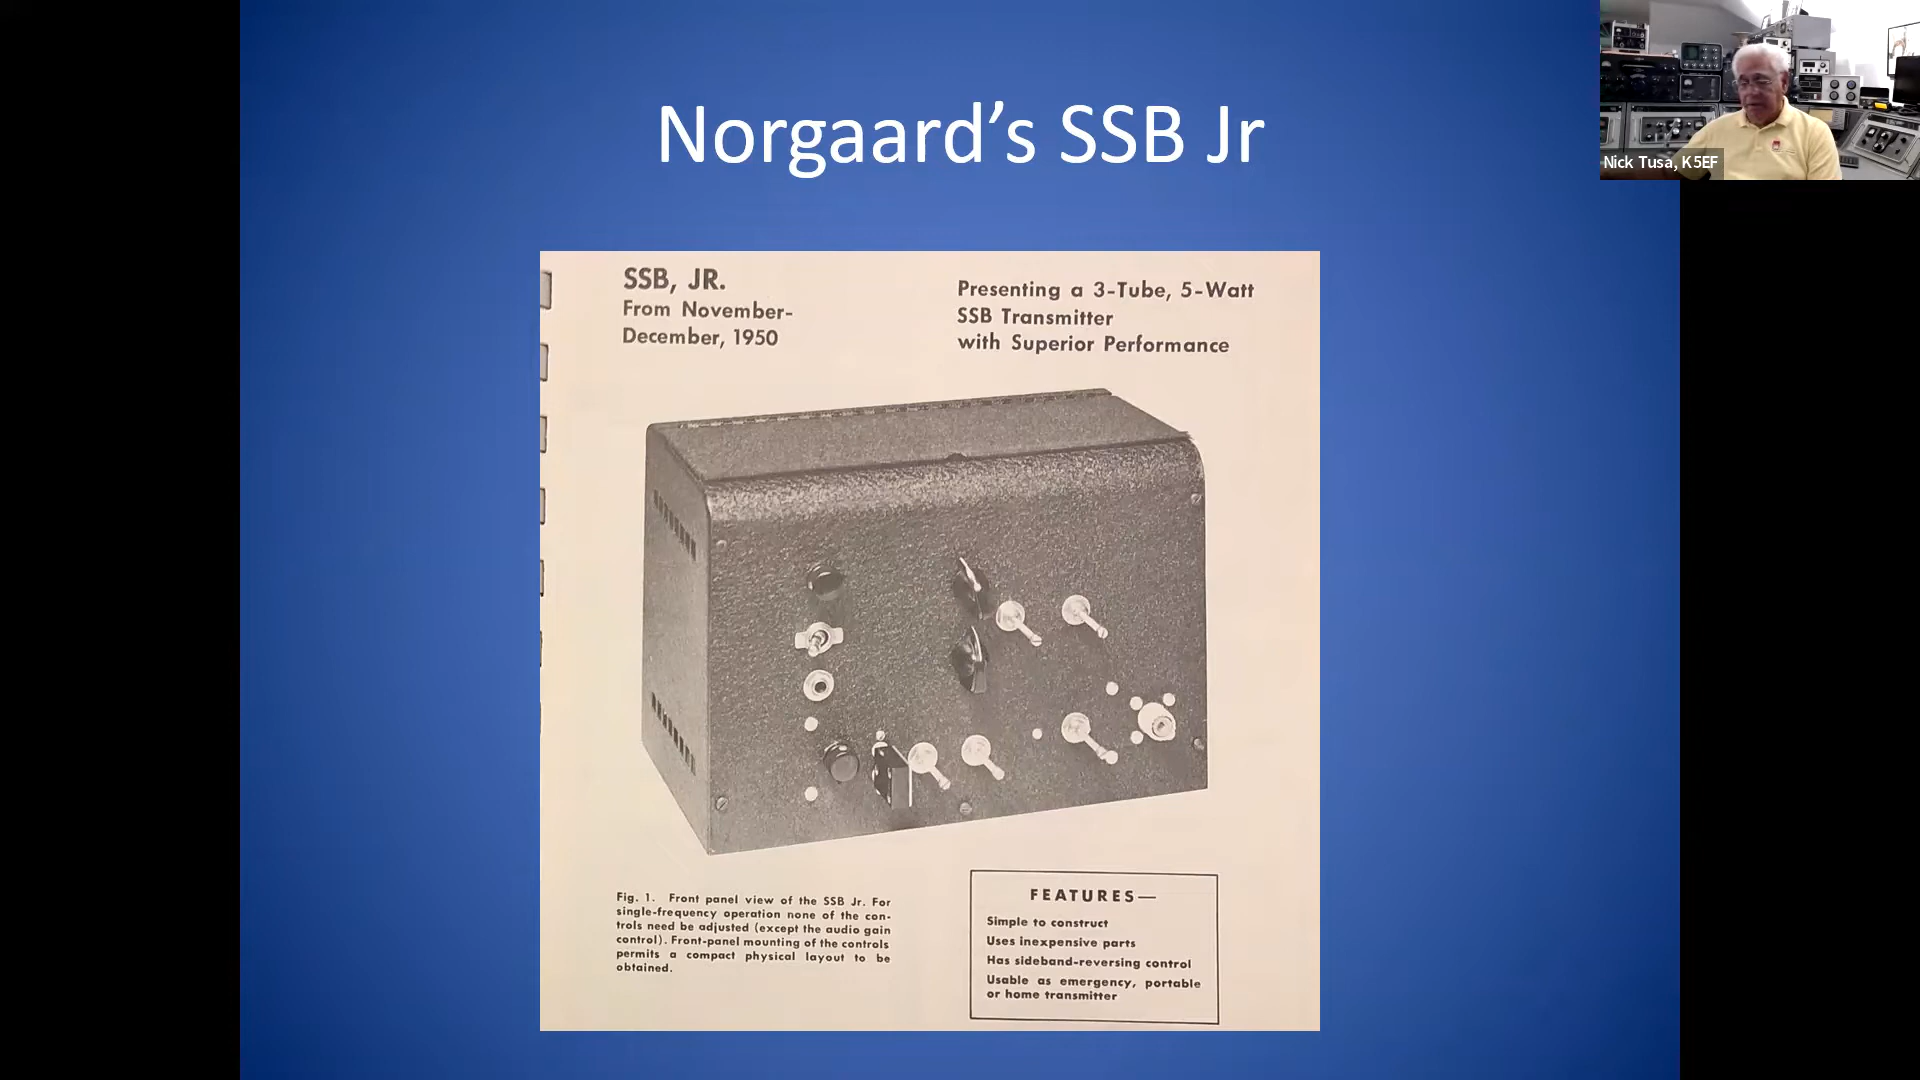 Norgaard's SSB Jr
Nick Tusa, K5EF
SSB, JR.
From November-
December, 1950
Presenting a 3-Tube, 5-Watt
SSB Transmitter
with Superior Performance
Fig. 1. Front panel view of the SSB Jr. For
single-frequency operation none of the con-
trols need be adjusted (except the audio gain
control). Front-panel mounting of the controls
permits a compact physical layout to be
obtained.
FEATURES—
Simple to construct
Uses inexpensive parts
Has sideband-reversing control
Usable as emergency, portable
or home transmitter